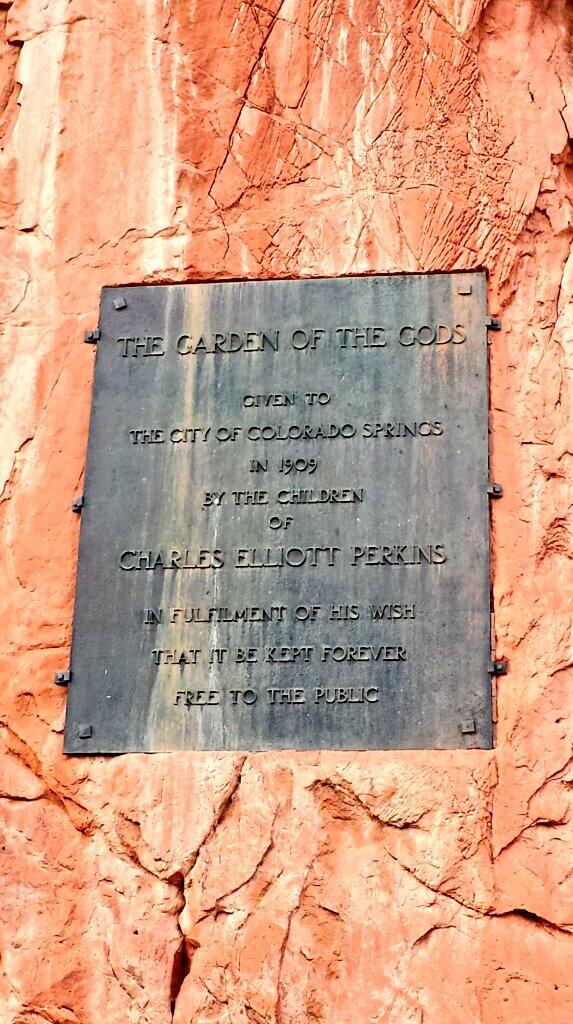 THE GARDEN OF THE GODS
GIVEN TO
THE CITY OF COLORADO SPRINGS
IN 1909
BY THE CHILDREN
OF
CHARLES ELLIOTT PERKINS
IN FULFILMENT OF HIS WISH
THAT IT BE KEPT FOREVER
FREE TO THE PUBLIC